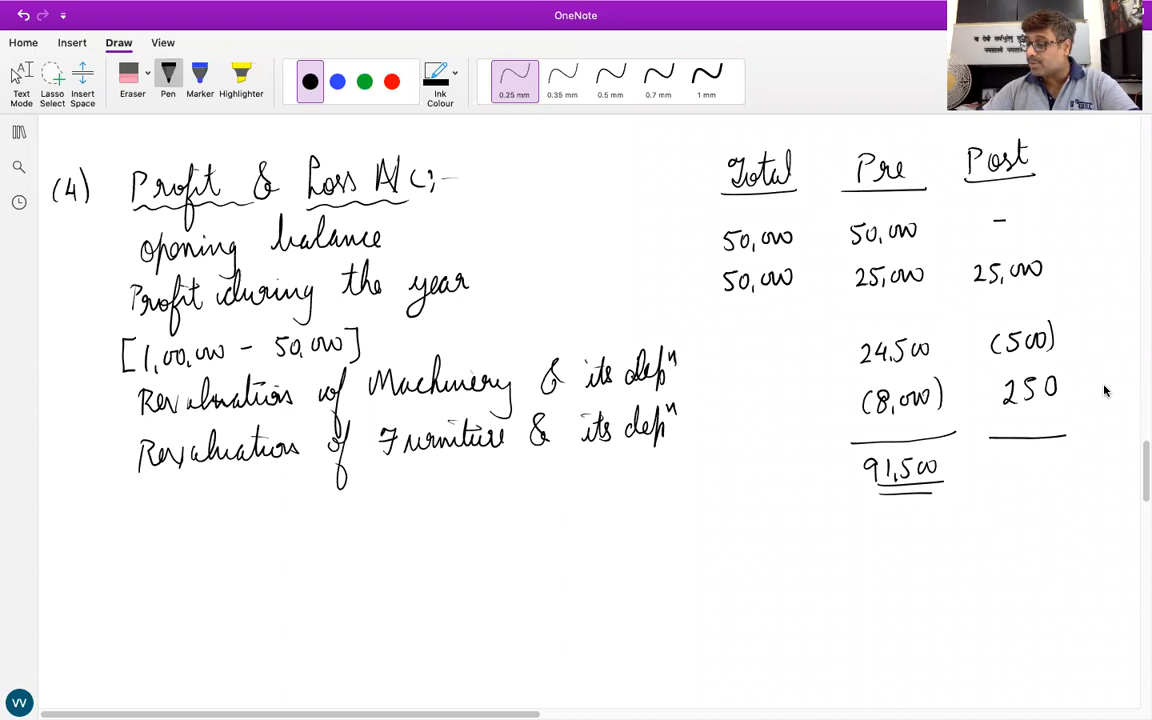 OneNote
Home Insert Draw View
Text Mode Lasso Select Insert Space Eraser Pen Marker Highlighter 0.25 mm 0.35 mm 0.5 mm 0.7 mm 1 mm Ink Colour
Total Pre Post
(4) Profit & Loss A/c:-
opening balance 50,000 50,000 -
Profit during the year 50,000 25,000 25,000
[1,00,000 - 50,000]
Revaluation of Machinery & its depn 24,500 (500)
Revaluation of Furniture & its depn (8,000) 250
91,500
VV